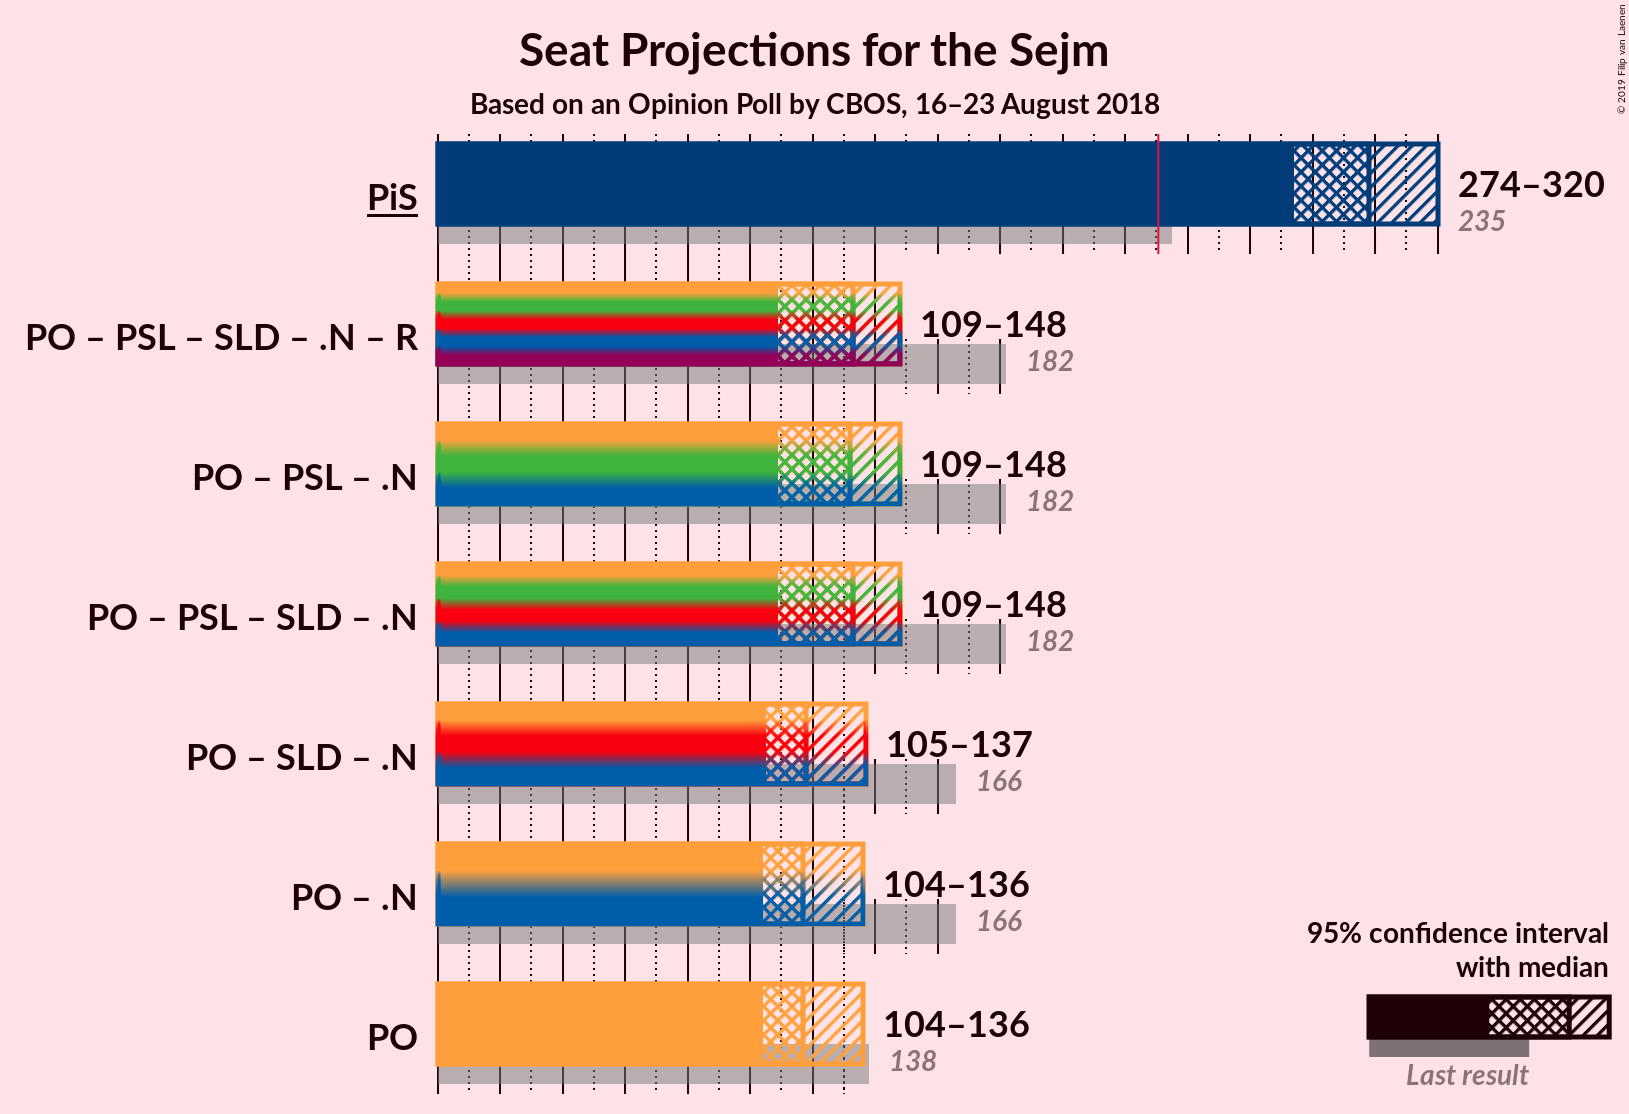 Seat Projections for the Sejm
Based on an Opinion Poll by CBOS, 16–23 August 2018
© 2019 Filip van Laenen
PiS
274–320
235
PO – PSL – SLD – .N – R
109–148
182
PO – PSL – .N
109–148
182
PO – PSL – SLD – .N
109–148
182
PO – SLD – .N
105–137
166
PO – .N
104–136
166
PO
104–136
138
95% confidence interval
with median
Last result